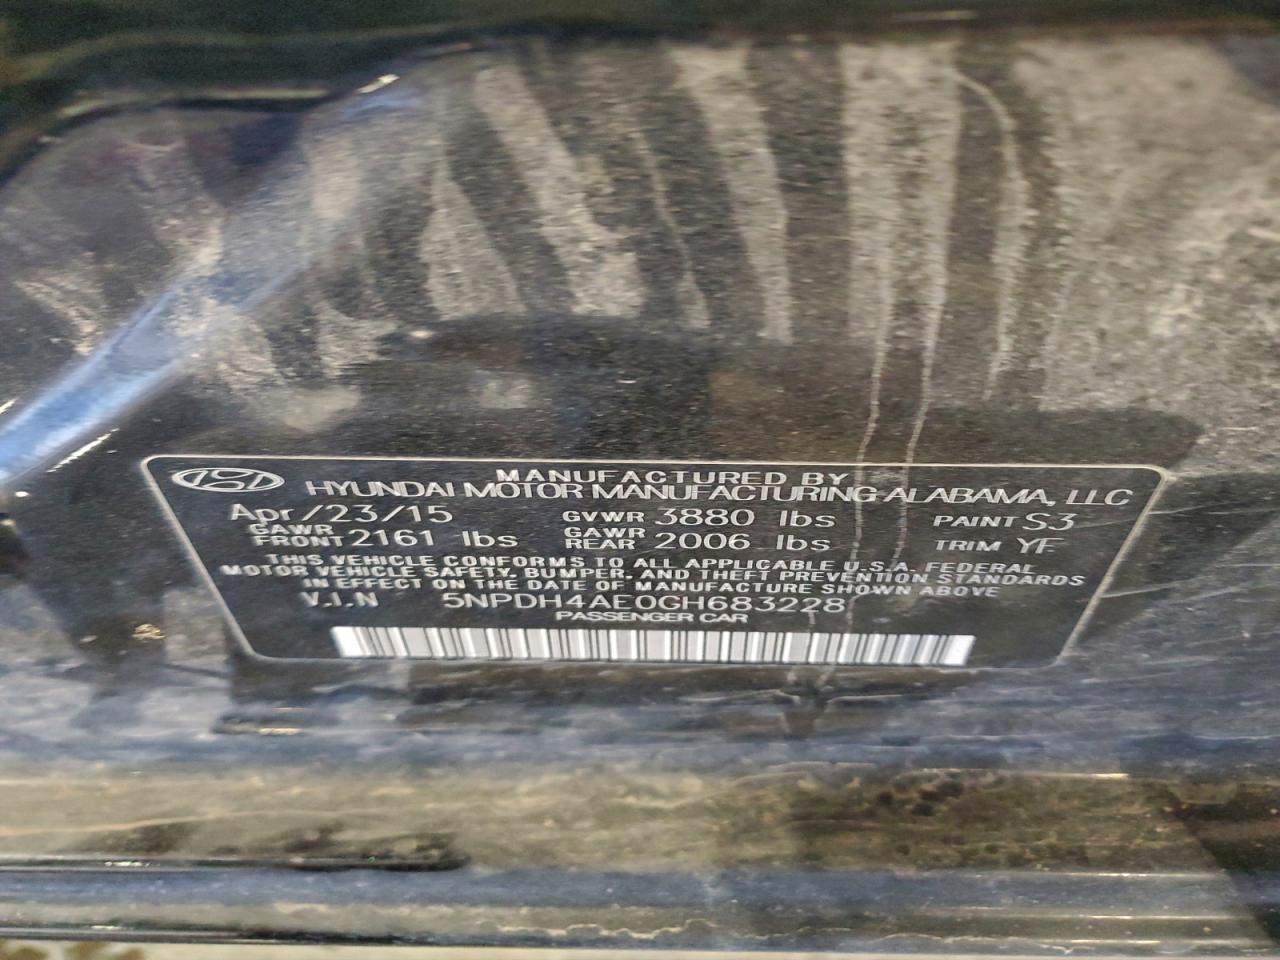 MANUFACTURED BY
HYUNDAI MOTOR MANUFACTURING ALABAMA, LLC
Apr/23/15 GVWR 3880 lbs PAINT S3
GAWR FRONT 2161 lbs GAWR REAR 2006 lbs TRIM YF
THIS VEHICLE CONFORMS TO ALL APPLICABLE U.S.A. FEDERAL
MOTOR VEHICLE SAFETY, BUMPER, AND THEFT PREVENTION STANDARDS
IN EFFECT ON THE DATE OF MANUFACTURE SHOWN ABOVE
V.I.N 5NPDH4AE0GH683228
PASSENGER CAR